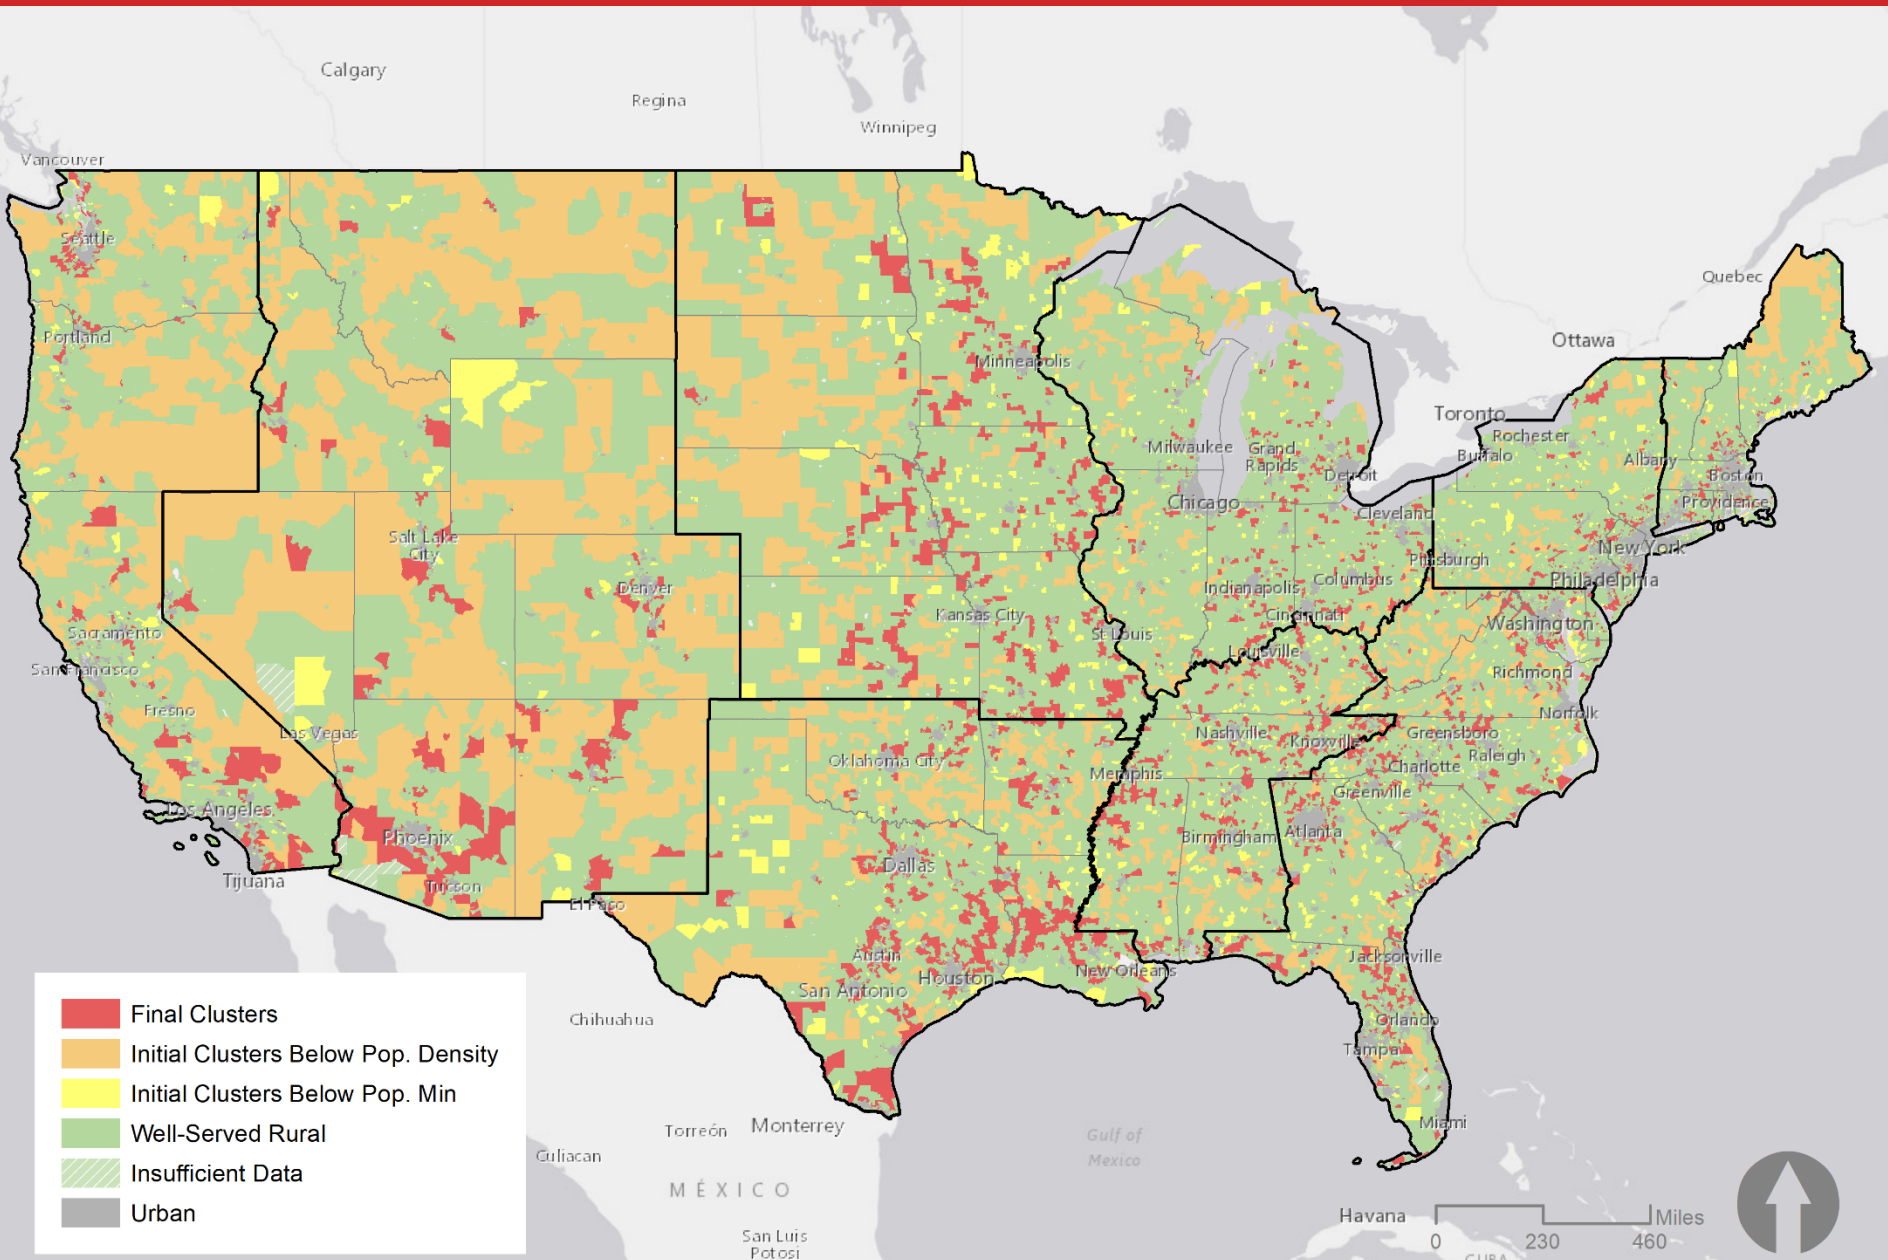 Calgary
Regina
Winnipeg
Vancouver
Seattle
Quebec
Portland
Ottawa
Minneapolis
Toronto
Rochester
Buffalo
Milwaukee
Grand
Rapids
Detroit
Albany
Boston
Providence
Chicago
Cleveland
Salt Lake
City
New York
Pittsburgh
Philadelphia
Denver
Indianapolis
Columbus
Kansas City
Cincinnati
Sacramento
St Louis
Washington
San Francisco
Louisville
Richmond
Fresno
Norfolk
Las Vegas
Nashville
Knoxville
Greensboro
Oklahoma City
Raleigh
Charlotte
Memphis
Greenville
Los Angeles
Phoenix
Birmingham
Atlanta
Dallas
Tijuana
Tucson
El Paso
Austin
Jacksonville
Houston
New Orleans
San Antonio
Chihuahua
Orlando
Tampa
Monterrey
Torreón
Miami
Gulf of
Mexico
Culiacan
MÉXICO
Havana
San Luis
Potosi
CUBA
Final Clusters
Initial Clusters Below Pop. Density
Initial Clusters Below Pop. Min
Well-Served Rural
Insufficient Data
Urban
Miles
0 230 460